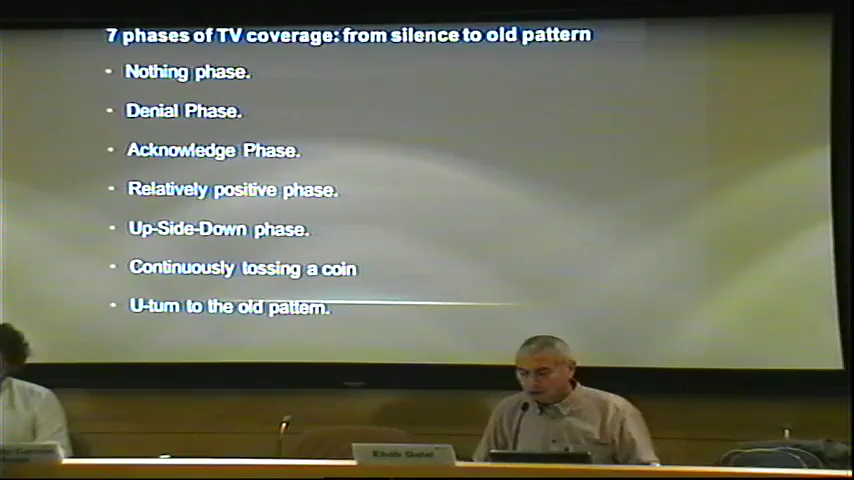 7 phases of TV coverage: from silence to old pattern
• Nothing phase.
• Denial Phase.
• Acknowledge Phase.
• Relatively positive phase.
• Up-Side-Down phase.
• Continuously tossing a coin
• U-turn to the old pattern.
Ehab Galal